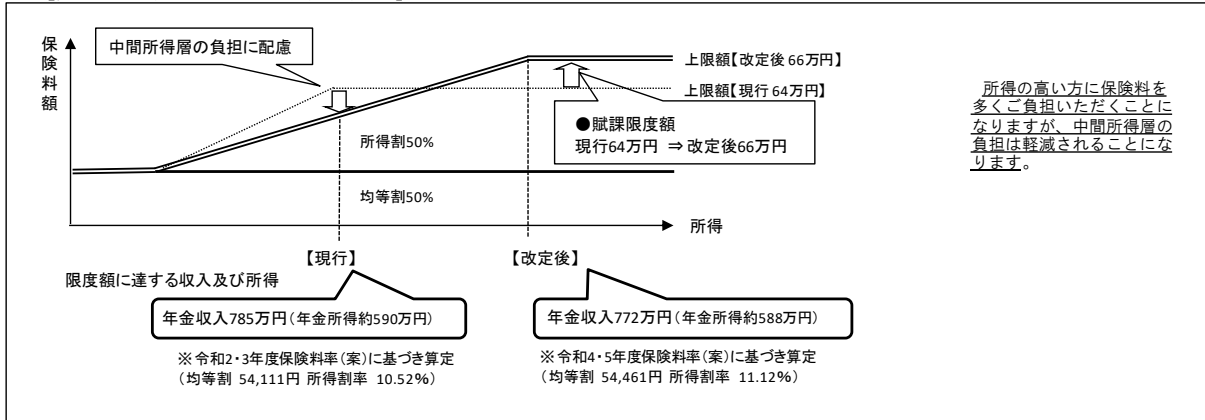 保険料額
中間所得層の負担に配慮
上限額【改定後 66万円】
上限額【現行 64万円】
●賦課限度額
現行64万円 ⇒ 改定後66万円
所得割50%
均等割50%
所得
所得の高い方に保険料を
多くご負担いただくことに
なりますが、中間所得層の
負担は軽減されることにな
ります。
【現行】
【改定後】
限度額に達する収入及び所得
年金収入785万円(年金所得約590万円)
年金収入772万円(年金所得約588万円)
※令和2・3年度保険料率(案)に基づき算定
(均等割 54,111円 所得割率 10.52%)
※令和4・5年度保険料率(案)に基づき算定
(均等割 54,461円 所得割率 11.12%)